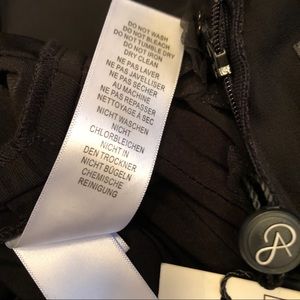 DO NOT WASH
DO NOT BLEACH
DO NOT TUMBLE DRY
DO NOT IRON
DRY CLEAN
NE PAS LAVER
NE PAS JAVELLISER
NE PAS SÉCHER
AU MACHINE
NE PAS REPASSER
NETTOYAGE À SEC
NICHT WASCHEN
NICHT
CHLORBLEICHEN
NICHT IN
DEN TROCKNER
NICHT BÜGELN
CHEMISCHE
REINIGUNG